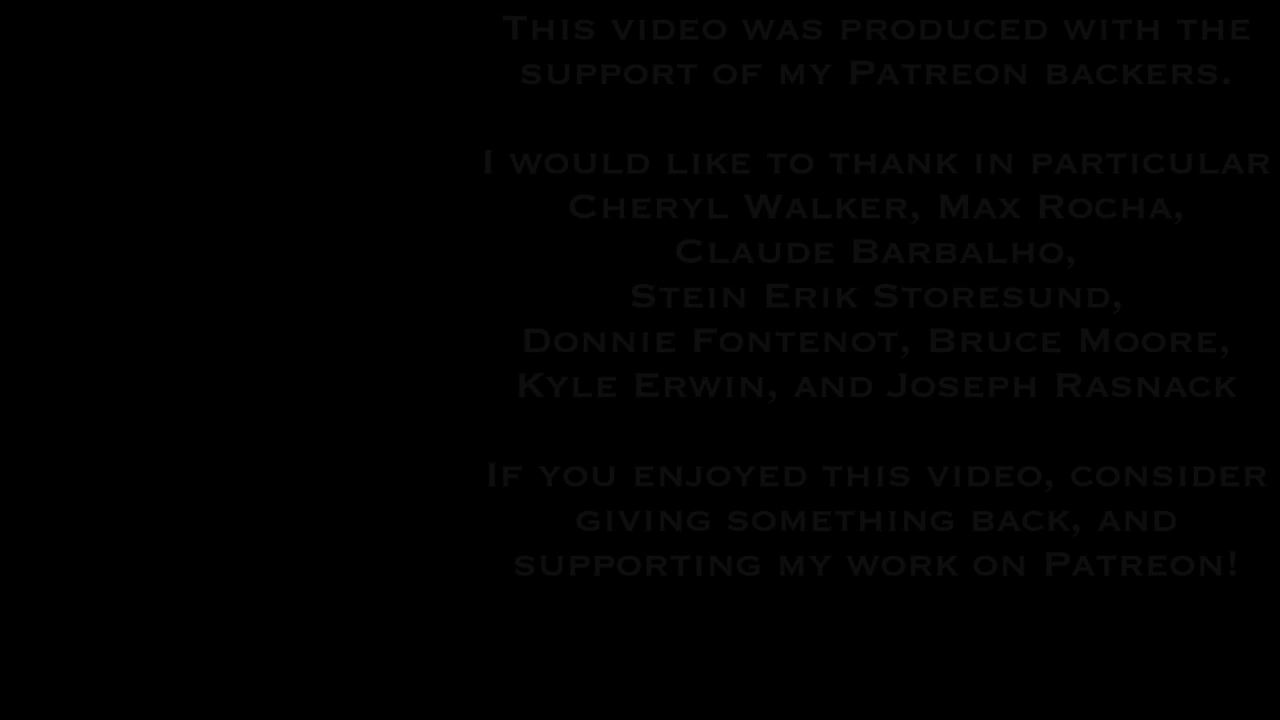 This video was produced with the
support of my Patreon backers.
I would like to thank in particular
Cheryl Walker, Max Rocha,
Claude Barbalho,
Stein Erik Storesund,
Donnie Fontenot, Bruce Moore,
Kyle Erwin, and Joseph Rasnack
If you enjoyed this video, consider
giving something back, and
supporting my work on Patreon!